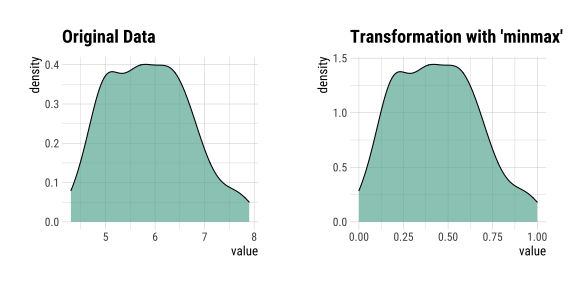 Original Data
density
0.4
0.3
0.2
0.1
0.0
5 6 7 8
value
Transformation with 'minmax'
density
1.5
1.0
0.5
0.0
0.00 0.25 0.50 0.75 1.00
value